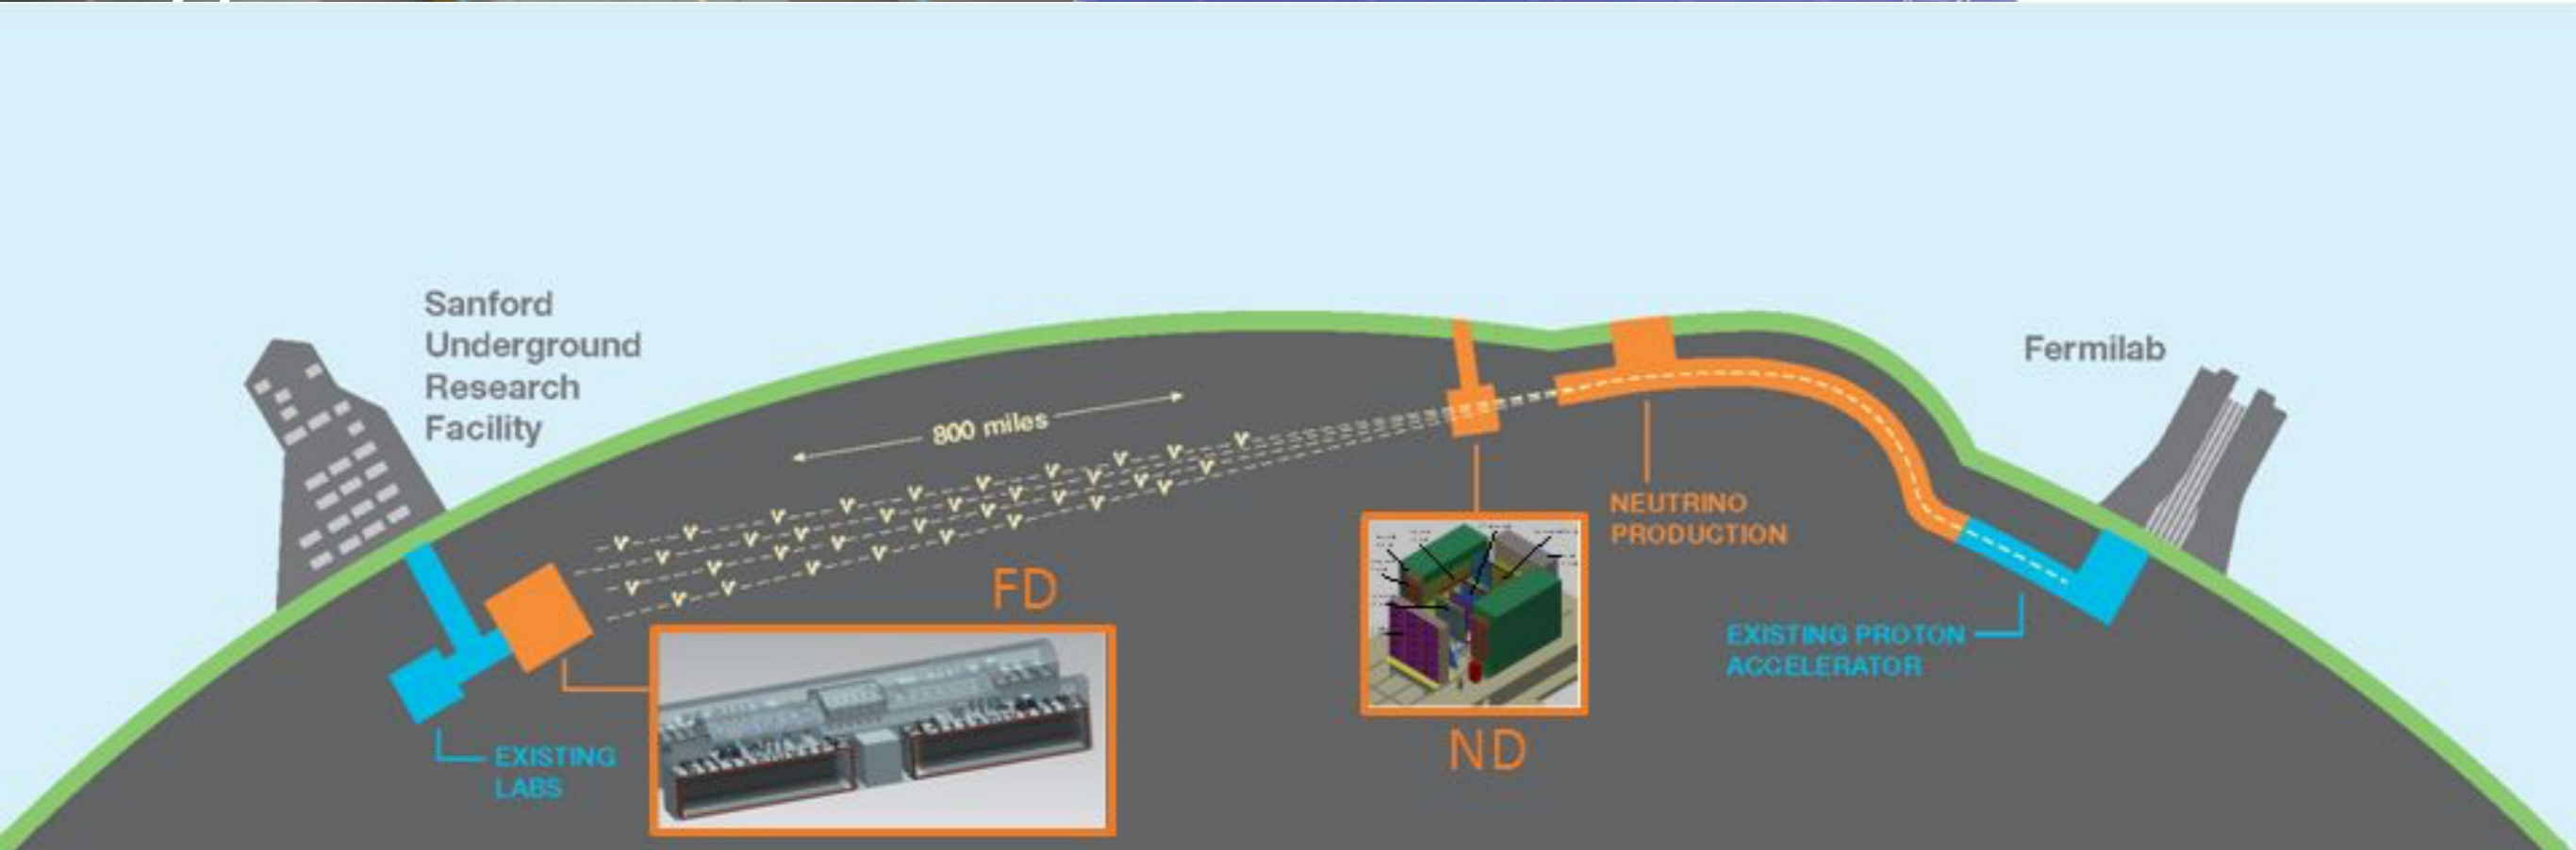 Sanford
Underground
Research
Facility
Fermilab
800 miles
NEUTRINO
PRODUCTION
FD
EXISTING PROTON
ACCELERATOR
ND
EXISTING
LABS